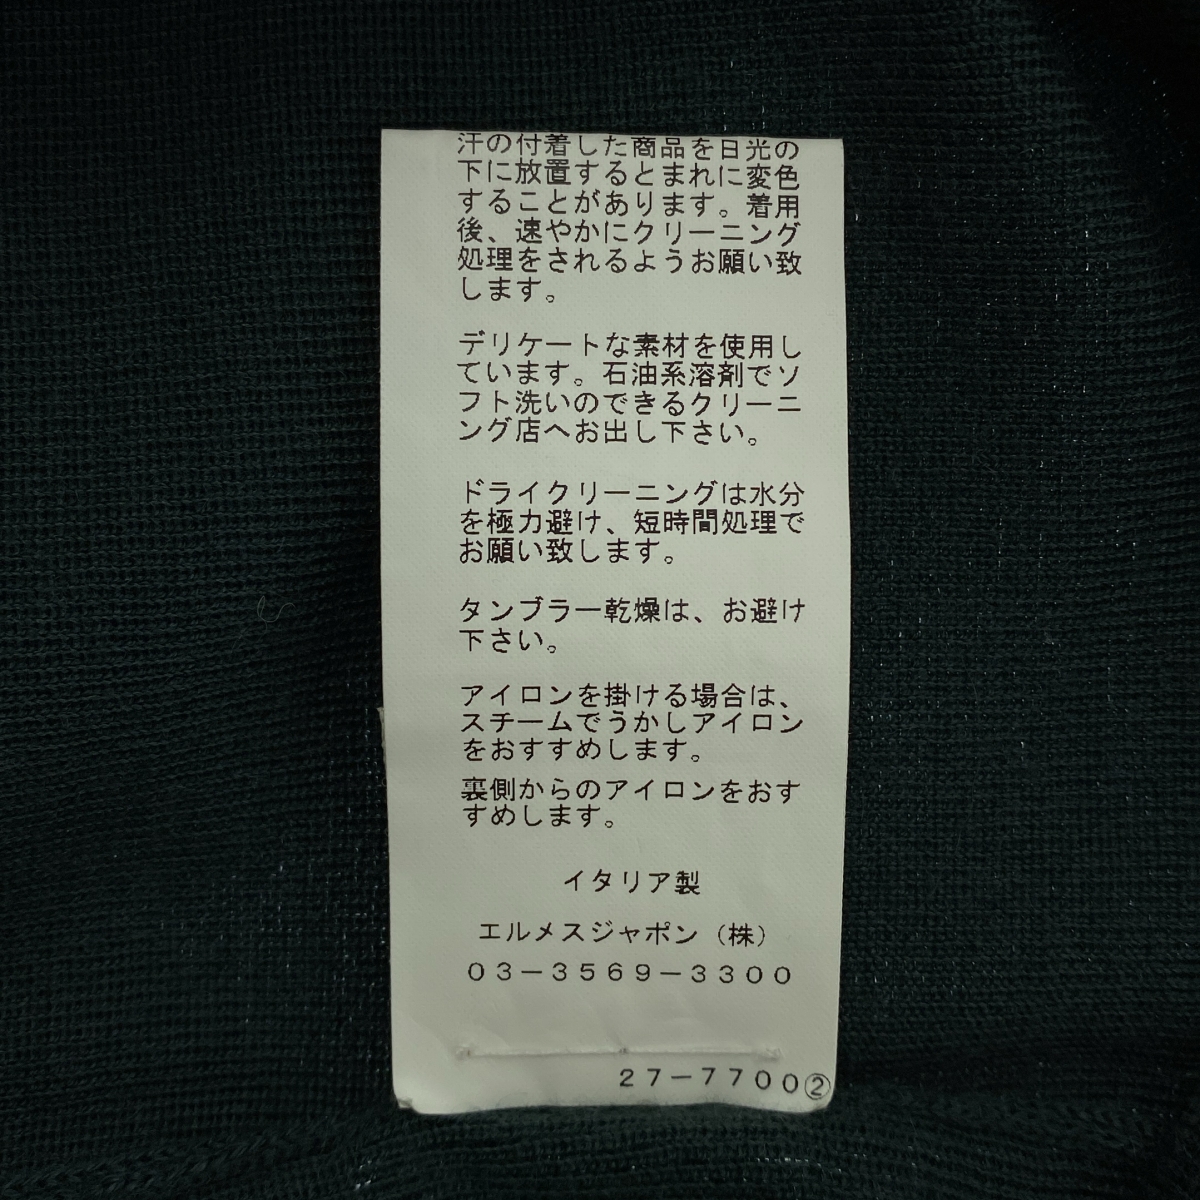 汗の付着した商品を日光の
下に放置するとまれに変色
することがあります。着用
後、速やかにクリーニング
処理をされるようお願い致
します。
デリケートな素材を使用し
ています。石油系溶剤でソ
フト洗いのできるクリーニ
ング店へお出し下さい。
ドライクリーニングは水分
を極力避け、短時間処理で
お願い致します。
タンブラー乾燥は、お避け
下さい。
アイロンを掛ける場合は、
スチームでうかしアイロン
をおすすめします。
裏側からのアイロンをおす
すめします。
イタリア製
エルメスジャポン（株）
03-3569-3300
27-7700②